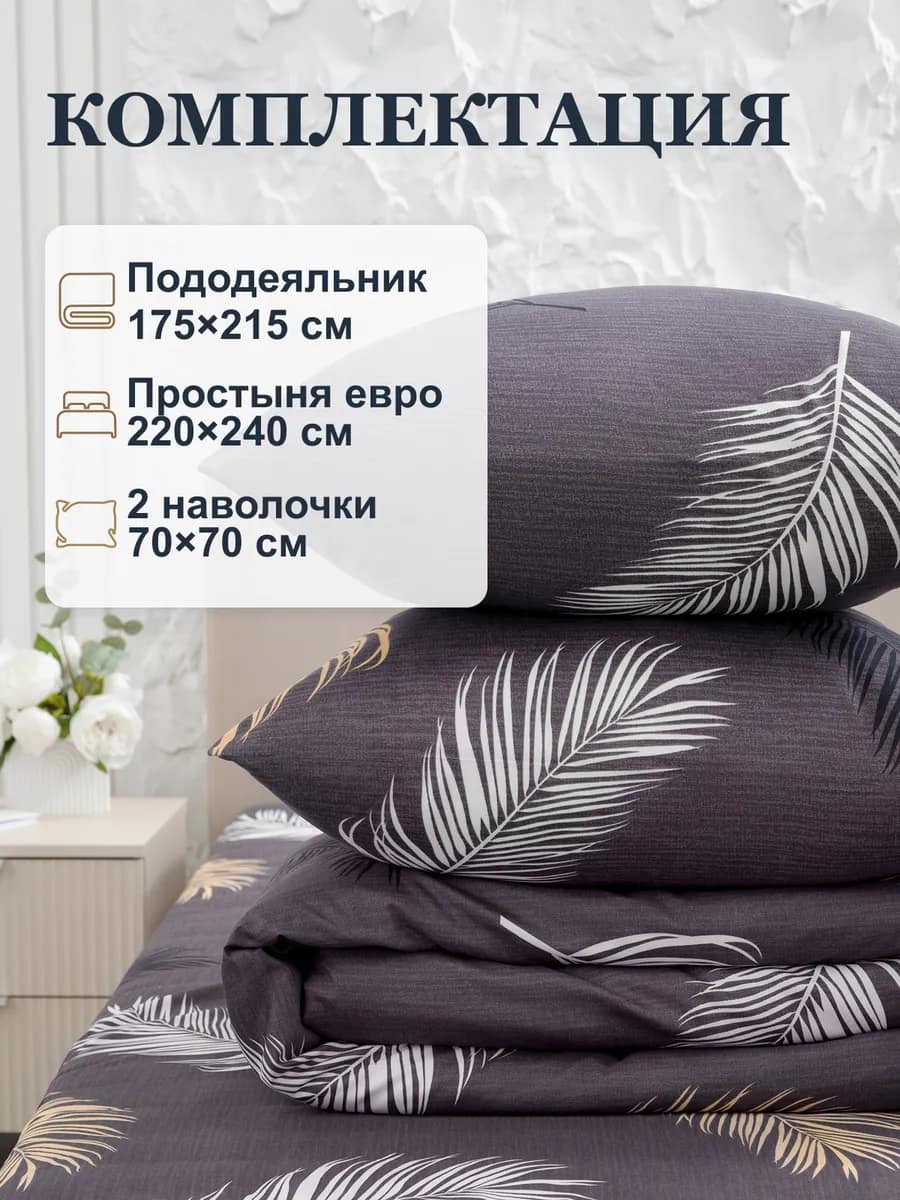 КОМПЛЕКТАЦИЯ
Пододеяльник
175×215 см
Простыня евро
220×240 см
2 наволочки
70×70 см